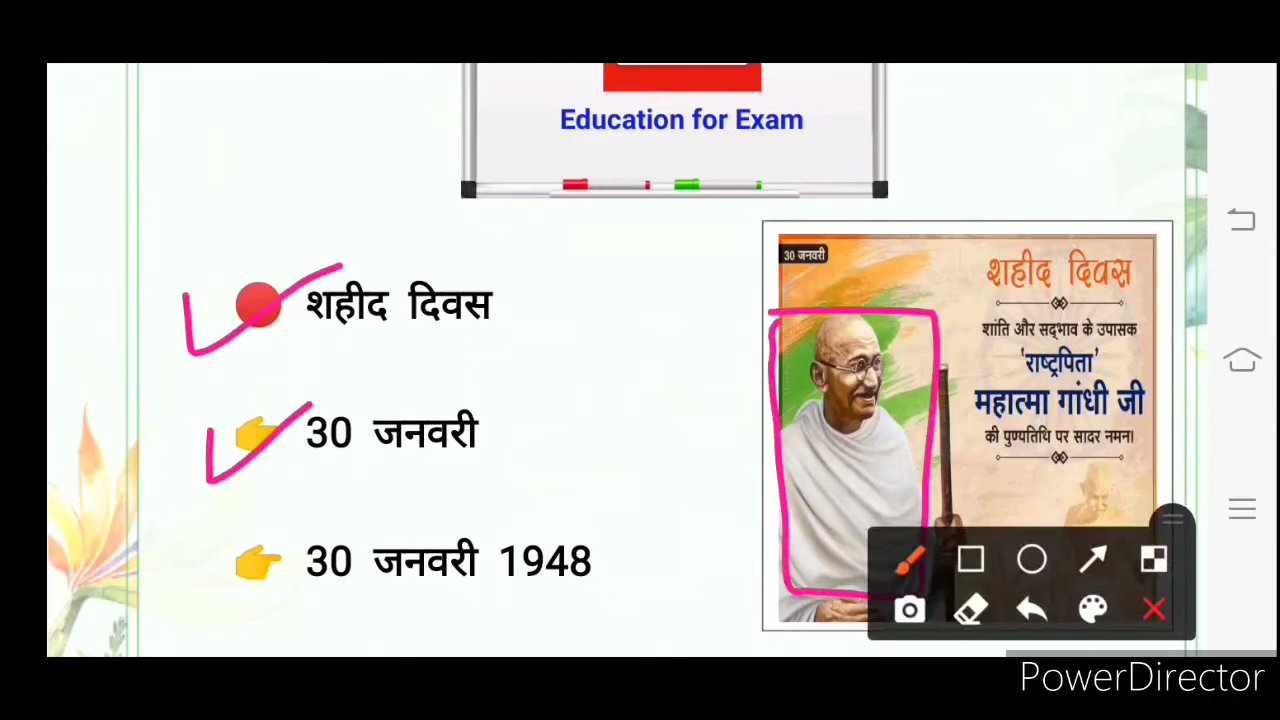 Education for Exam
शहीद दिवस
30 जनवरी
30 जनवरी 1948
30 जनवरी
शहीद दिवस
शांति और सद्भाव के उपासक
'राष्ट्रपिता'
महात्मा गांधी जी
की पुण्यतिथि पर सादर नमन।
PowerDirector